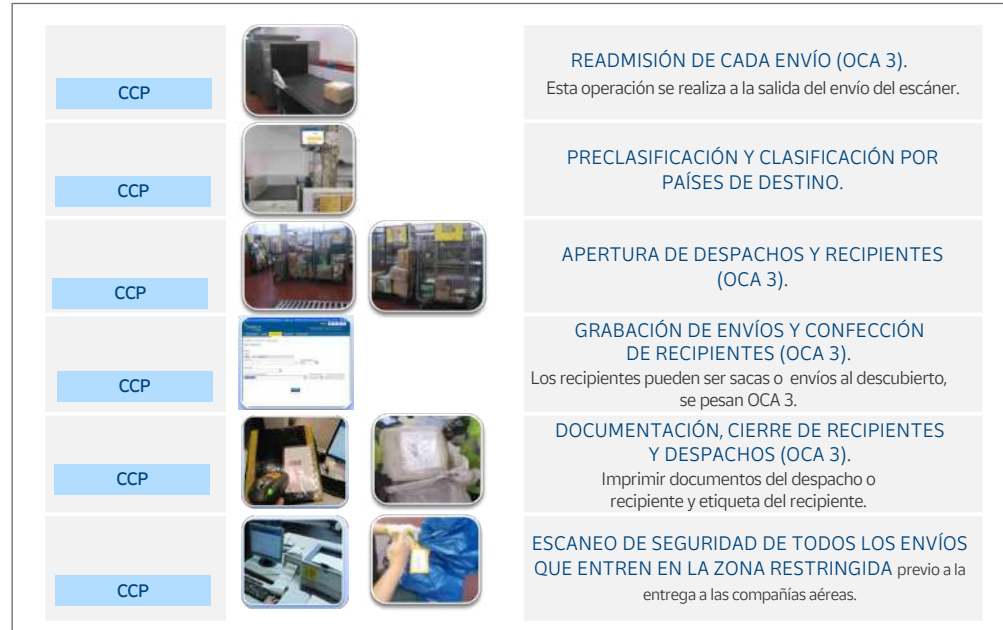 READMISIÓN DE CADA ENVÍO (OCA 3).
CCP
Esta operación se realiza a la salida del envío del escáner.
PRECLASIFICACIÓN Y CLASIFICACIÓN POR
PAÍSES DE DESTINO.
CCP
APERTURA DE DESPACHOS Y RECIPIENTES
(OCA 3).
CCP
GRABACIÓN DE ENVÍOS Y CONFECCIÓN
DE RECIPIENTES (OCA 3).
CCP
Los recipientes pueden ser sacas o envíos al descubierto,
se pesan OCA 3.
DOCUMENTACIÓN, CIERRE DE RECIPIENTES
Y DESPACHOS (OCA 3).
CCP
Imprimir documentos del despacho o
recipiente y etiqueta del recipiente.
ESCANEO DE SEGURIDAD DE TODOS LOS ENVÍOS
QUE ENTREN EN LA ZONA RESTRINGIDA previo a la
CCP
entrega a las compañías aéreas.